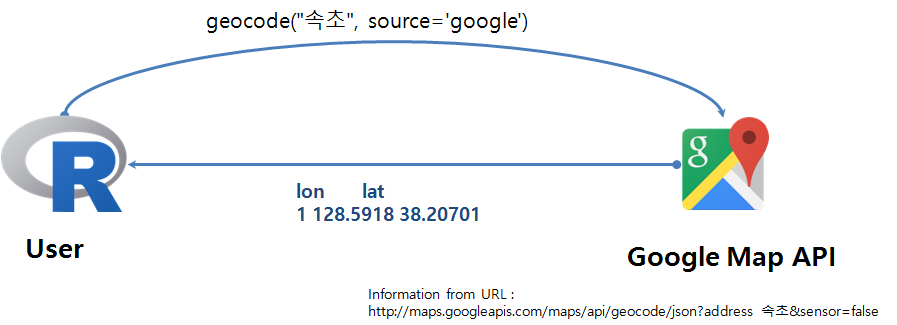 geocode("속초", source='google')
R
g
lon lat
1 128.5918 38.20701
User
Google Map API
Information from URL :
http://maps.googleapis.com/maps/api/geocode/json?address 속초&sensor=false